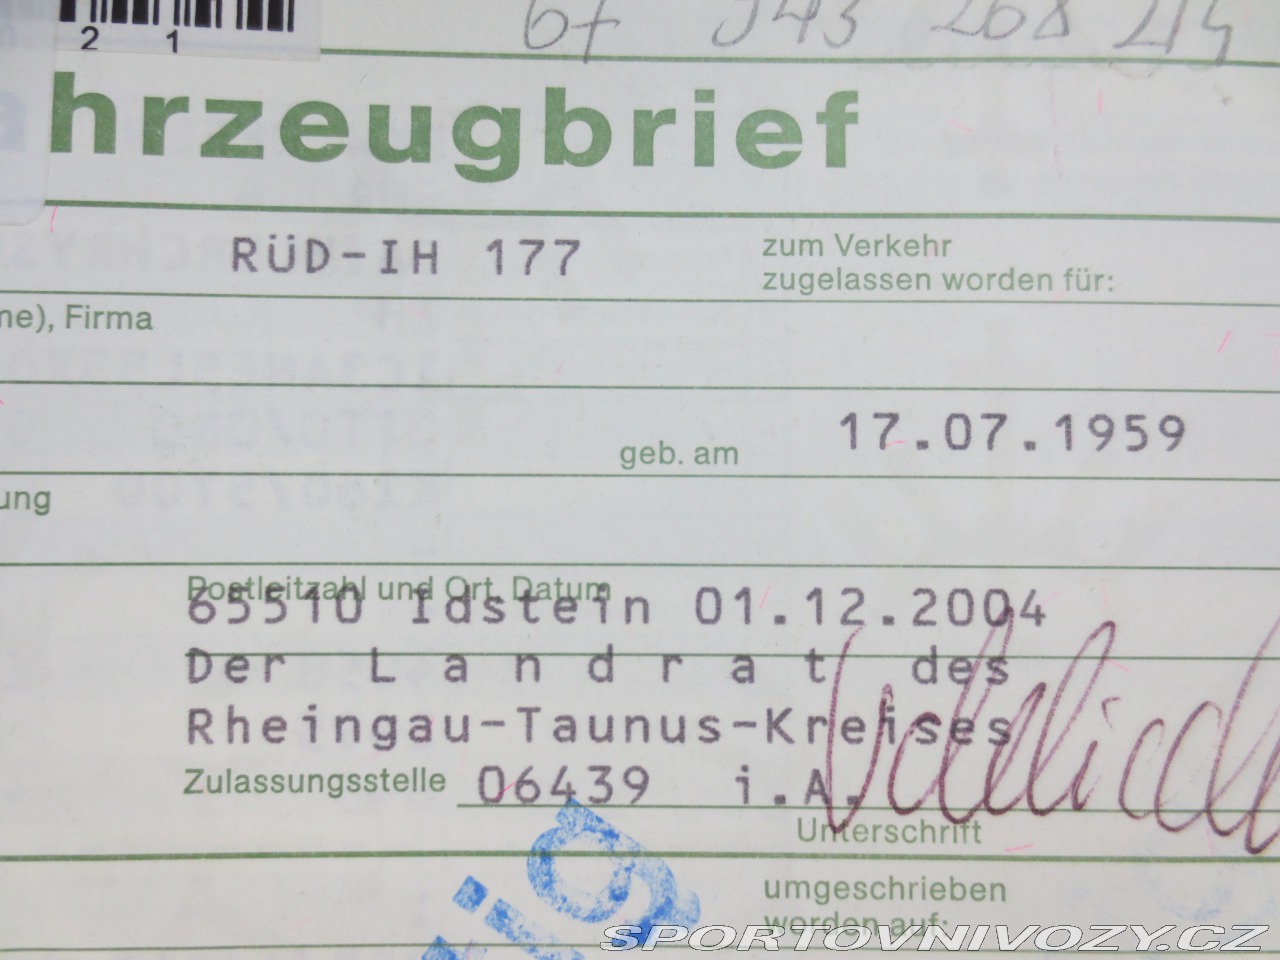 2 1
hrzeugbrief
RÜD-IH 177
zum Verkehr
zugelassen worden für:
me), Firma
geb. am 17.07.1959
ung
Postleitzahl und Ort, Datum
65510 Idstein 01.12.2004
Der Landrat des
Rheingau-Taunus-Kreises
Zulassungsstelle 06439 i.A.
Unterschrift
umgeschrieben
worden auf:
SPORTOVNIVOZY.CZ